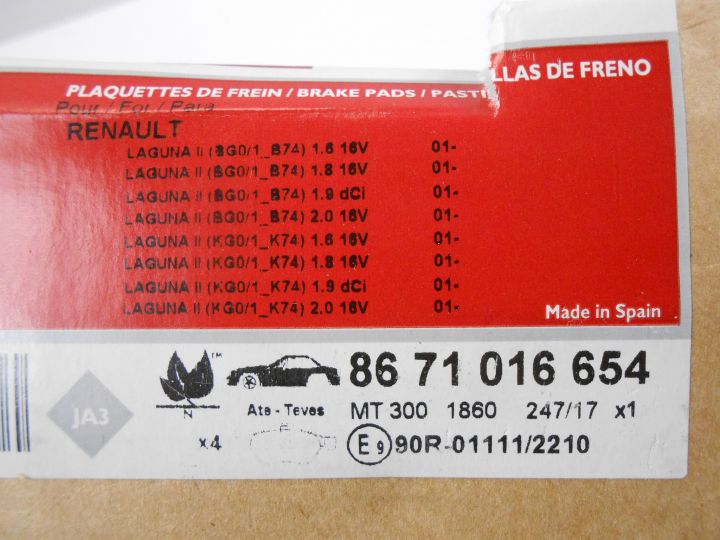 PLAQUETTES DE FREIN / BRAKE PADS / PASTI LLAS DE FRENO
Pour / For / Para
RENAULT
LAGUNA II (BG0/1_B74) 1.6 16V 01-
LAGUNA II (BG0/1_B74) 1.8 16V 01-
LAGUNA II (BG0/1_B74) 1.9 dCi 01-
LAGUNA II (BG0/1_B74) 2.0 16V 01-
LAGUNA II (KG0/1_K74) 1.6 16V 01-
LAGUNA II (KG0/1_K74) 1.8 16V 01-
LAGUNA II (KG0/1_K74) 1.9 dCi 01-
LAGUNA II (KG0/1_K74) 2.0 16V 01-
Made in Spain
TM 86 71 016 654
JA3 N Ate - Teves MT 300 1860 247/17 x1
x4 E9 90R-01111/2210